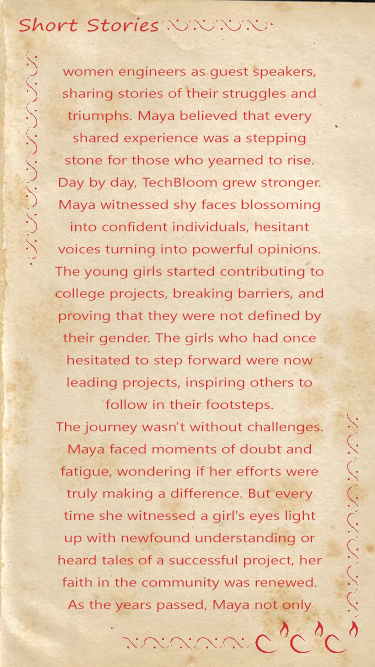 Short Stories
women engineers as guest speakers,
sharing stories of their struggles and
triumphs. Maya believed that every
shared experience was a stepping
stone for those who yearned to rise.
Day by day, TechBloom grew stronger.
Maya witnessed shy faces blossoming
into confident individuals, hesitant
voices turning into powerful opinions.
The young girls started contributing to
college projects, breaking barriers, and
proving that they were not defined by
their gender. The girls who had once
hesitated to step forward were now
leading projects, inspiring others to
follow in their footsteps.
The journey wasn't without challenges.
Maya faced moments of doubt and
fatigue, wondering if her efforts were
truly making a difference. But every
time she witnessed a girl's eyes light
up with newfound understanding or
heard tales of a successful project, her
faith in the community was renewed.
As the years passed, Maya not only